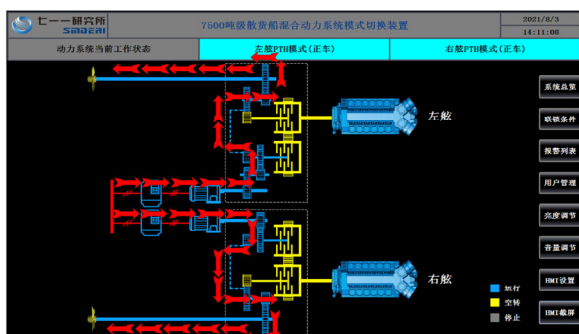 七一一研究所
SMDERI
7500吨级散货船混合动力系统模式切换装置
2021/8/3
14:11:00
动力系统当前工作状态
左舷PTH模式(正车)
右舷PTH模式(正车)
系统总览
左舷
联锁条件
报警列表
用户管理
亮度调节
音量调节
右舷
HMI设置
运行
空转
HMI截屏
停止